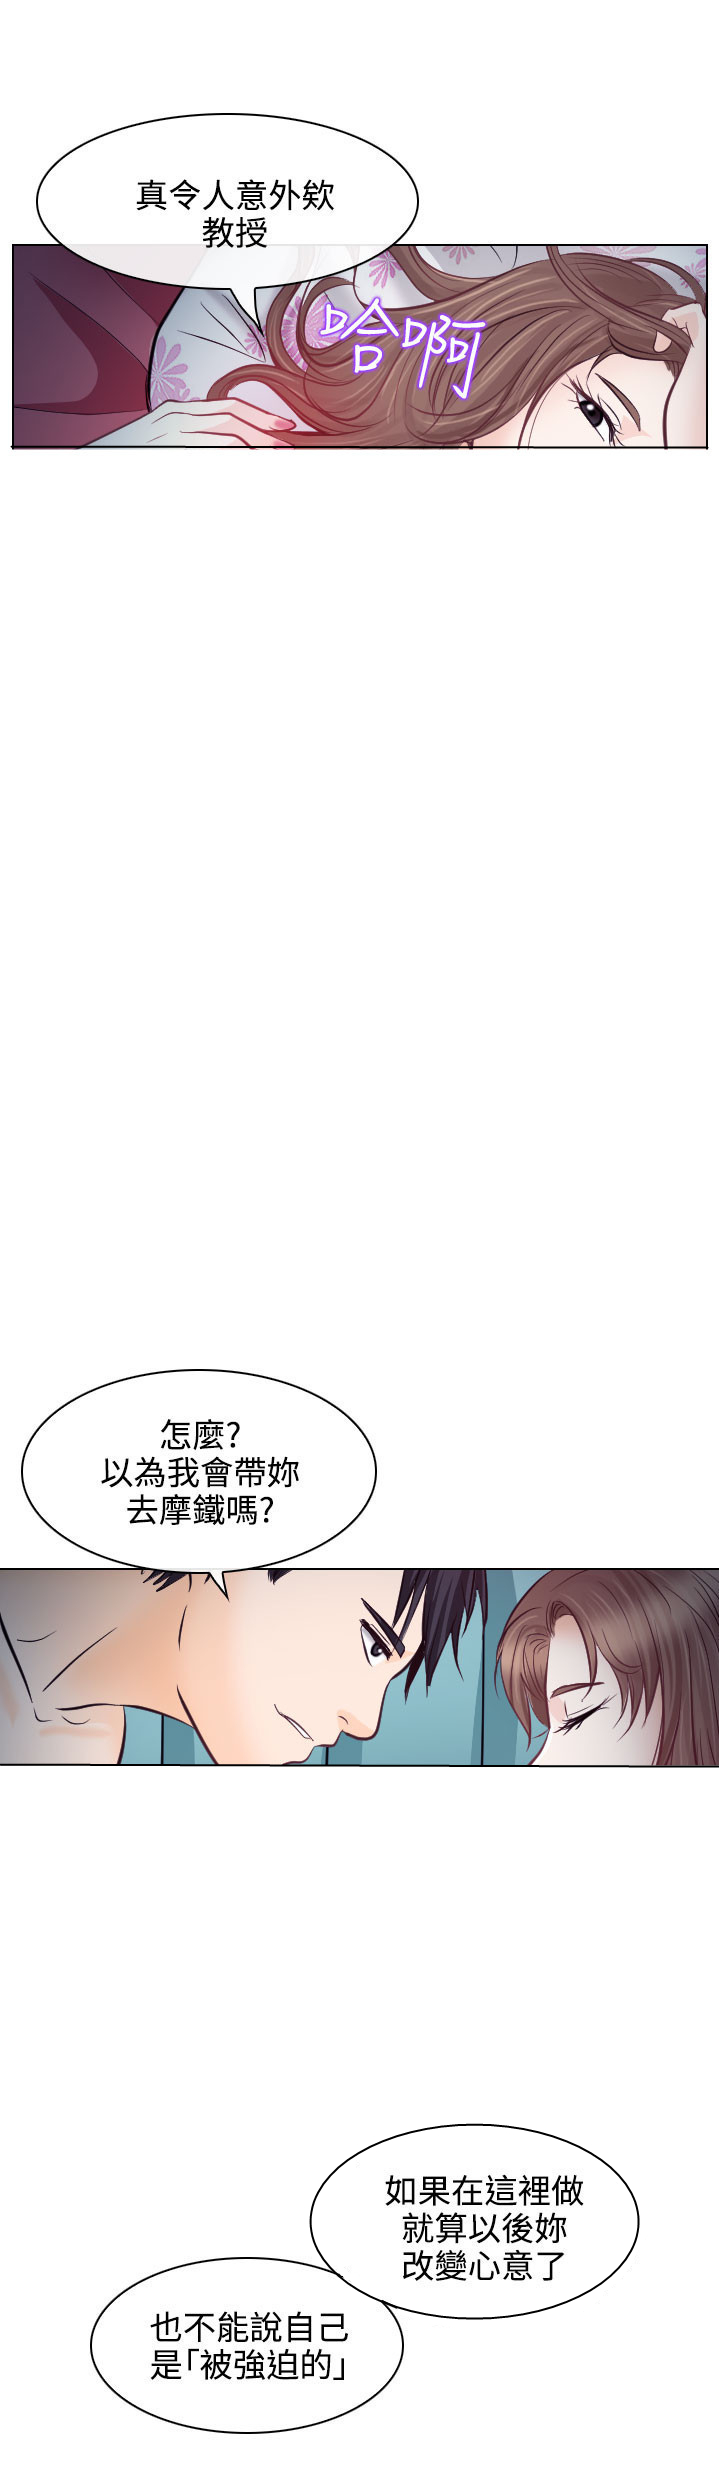 真令人意外欸
教授
哈啊
怎麼?
以為我會帶妳
去摩鐵嗎?
如果在這裡做
就算以後妳
改變心意了
也不能說自己
是「被強迫的」